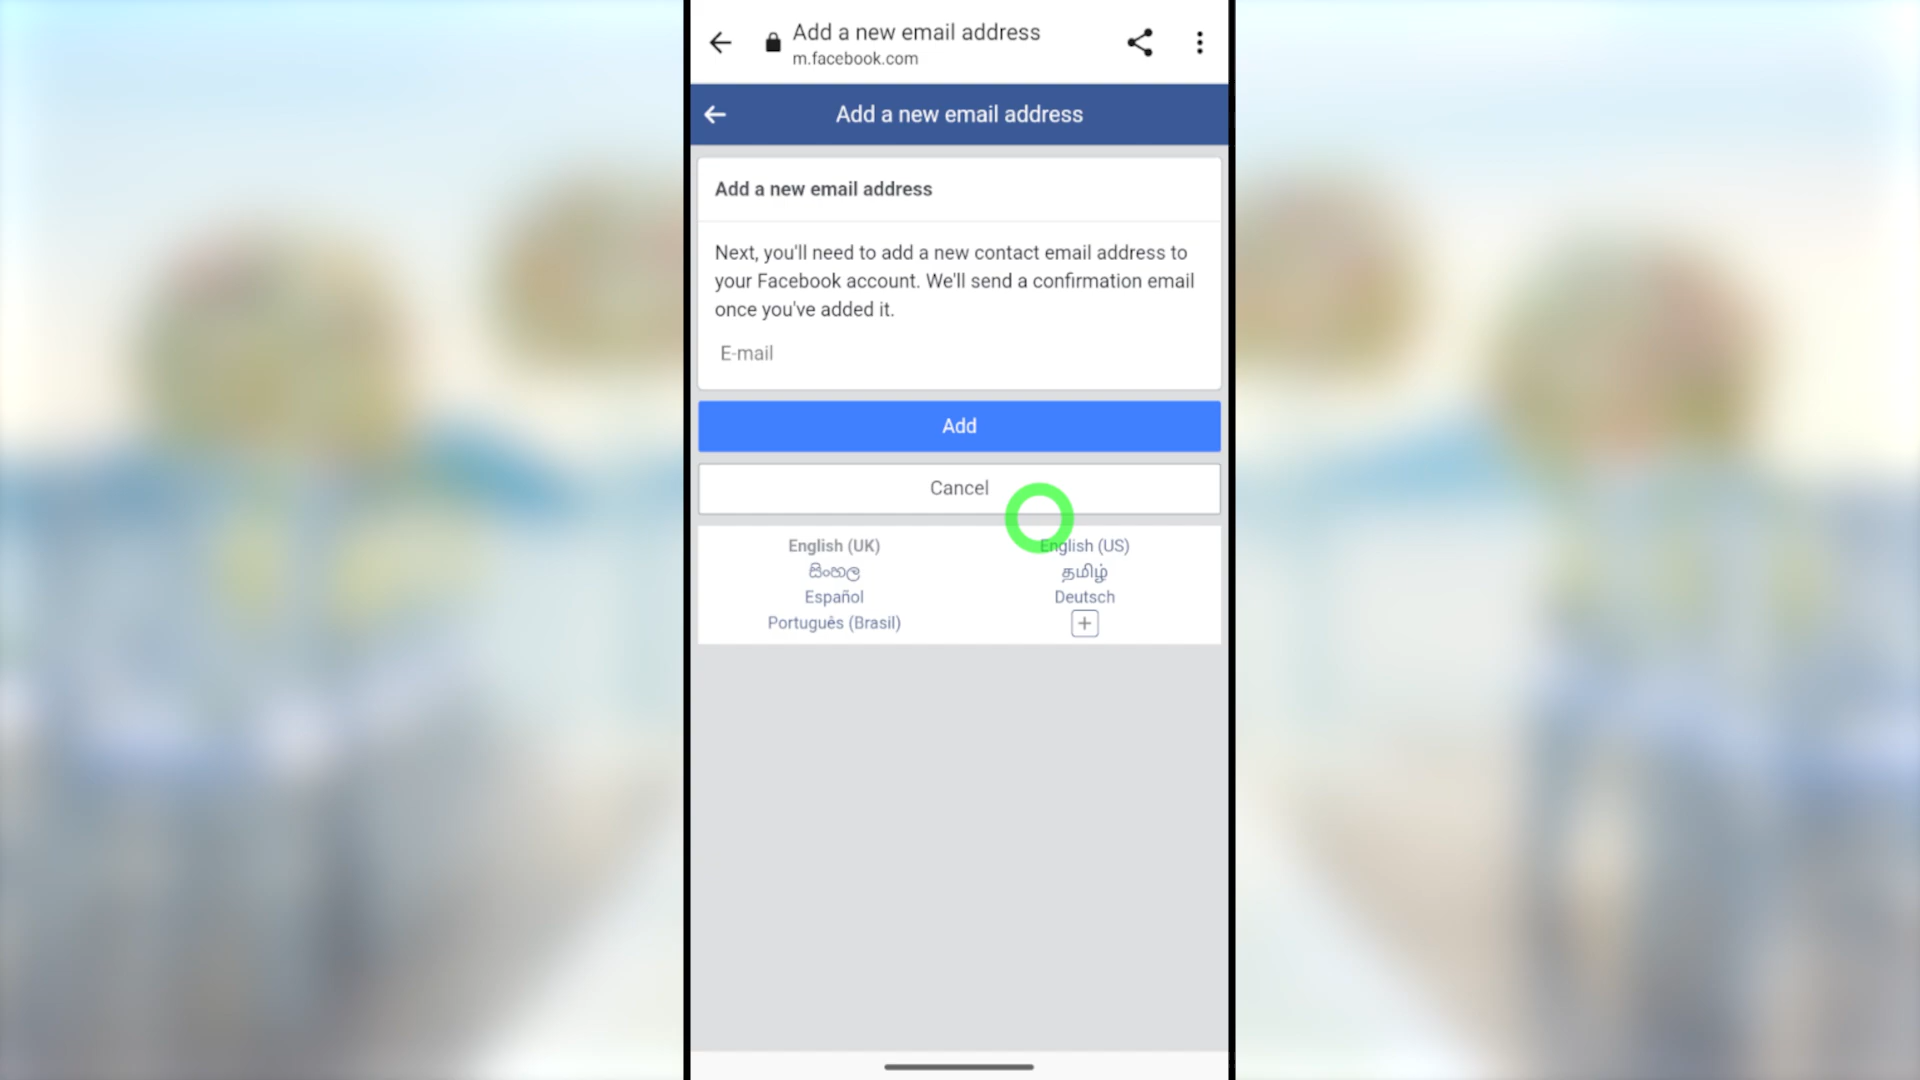 Add a new email address
m.facebook.com
Add a new email address
Add a new email address
Next, you'll need to add a new contact email address to
your Facebook account. We'll send a confirmation email
once you've added it.
E-mail
Add
Cancel
English (UK) English (US)
සිංහල தமிழ்
Español Deutsch
Português (Brasil)